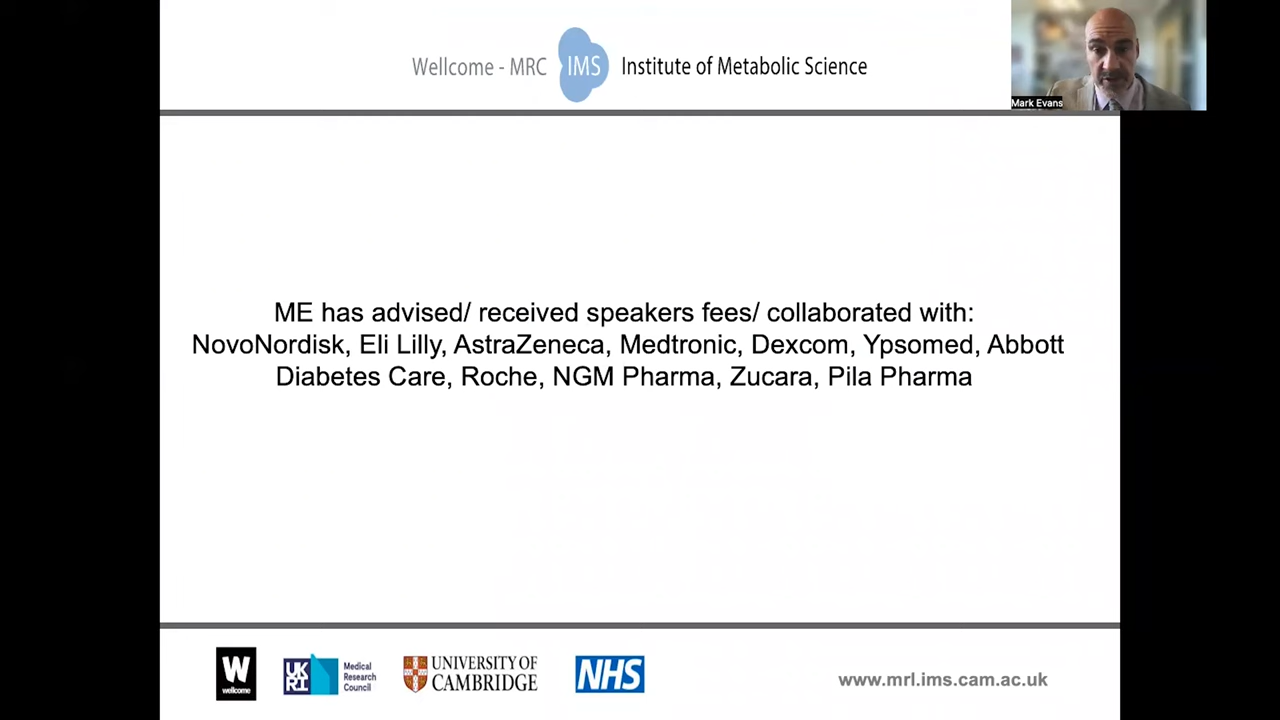 Wellcome - MRC IMS Institute of Metabolic Science
Mark Evans
ME has advised/ received speakers fees/ collaborated with:
NovoNordisk, Eli Lilly, AstraZeneca, Medtronic, Dexcom, Ypsomed, Abbott
Diabetes Care, Roche, NGM Pharma, Zucara, Pila Pharma
W
wellcome
UK
RI
Medical
Research
Council
UNIVERSITY OF
CAMBRIDGE
NHS
www.mrl.ims.cam.ac.uk